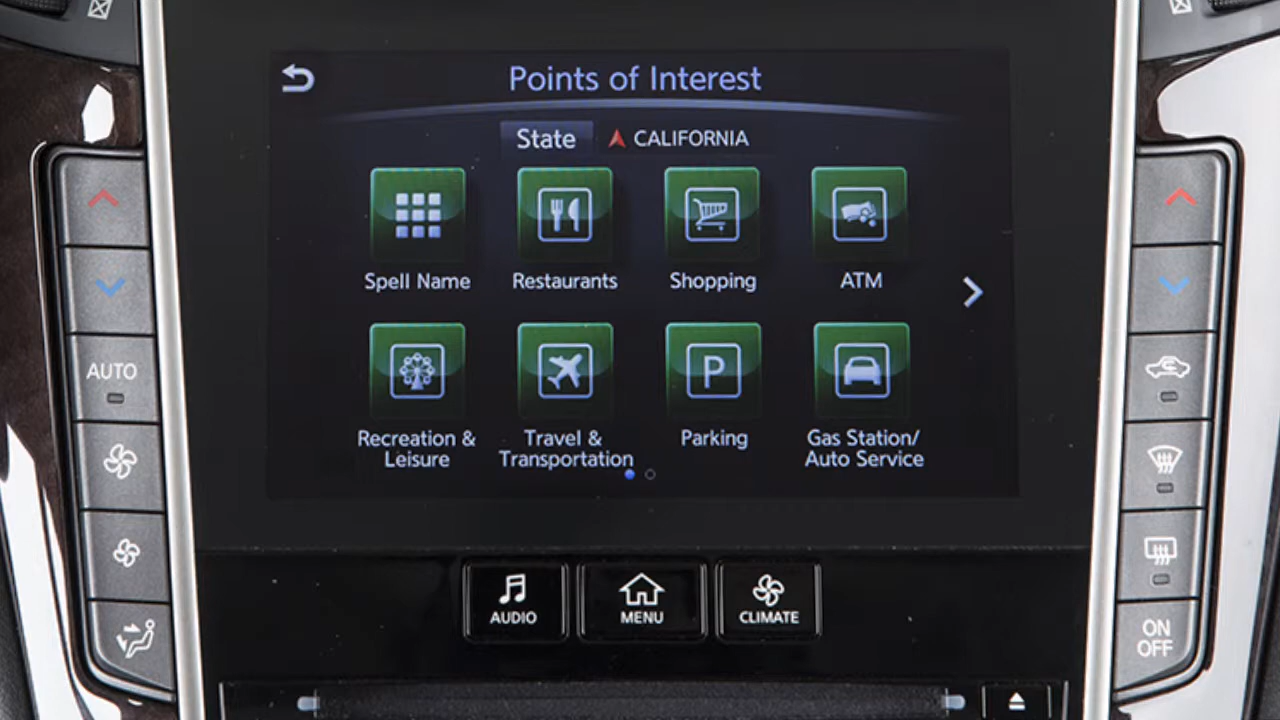 Points of Interest
State CALIFORNIA
Spell Name
Restaurants
Shopping
ATM
Recreation &
Leisure
Travel &
Transportation
P
Parking
Gas Station/
Auto Service
AUTO
AUDIO
MENU
CLIMATE
ON
OFF